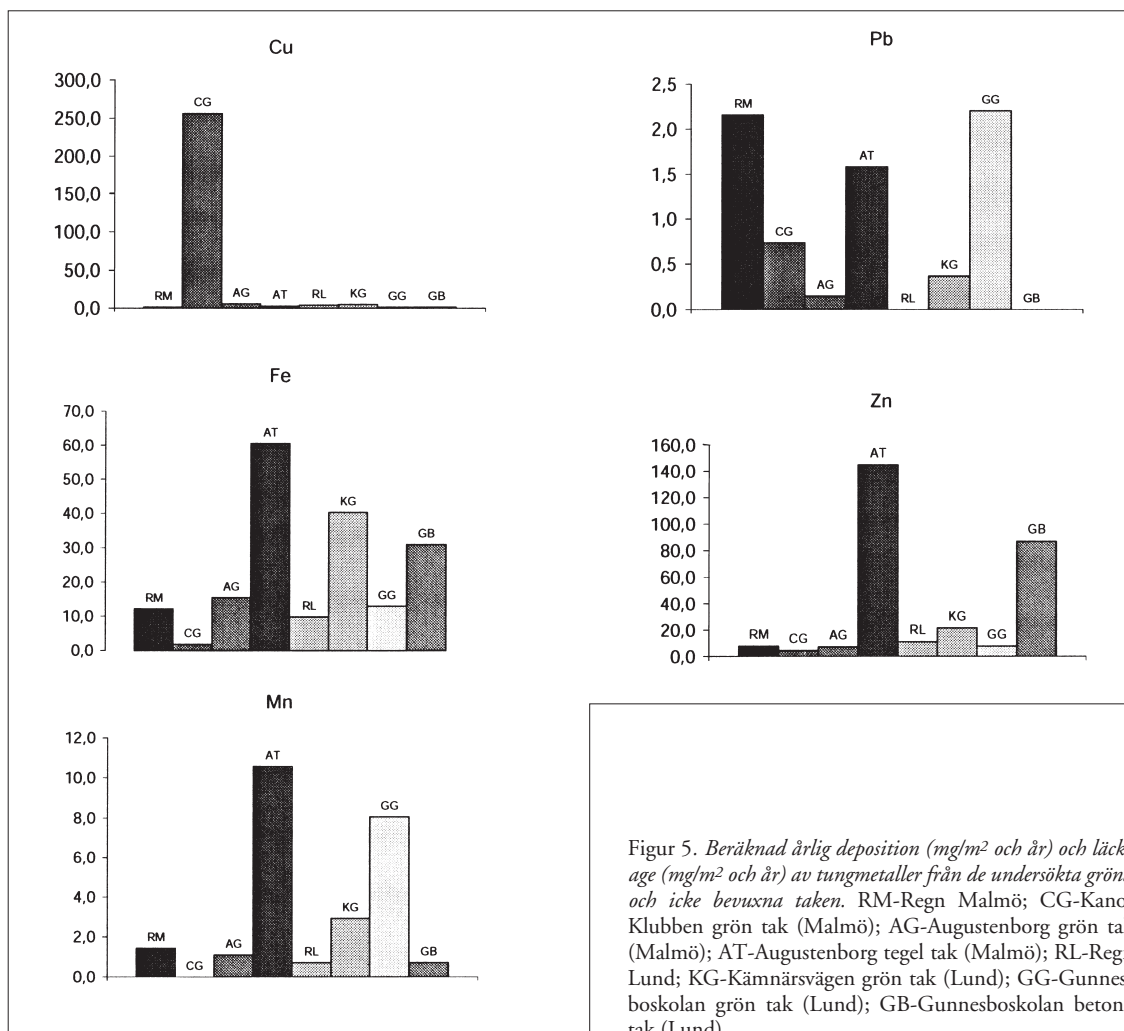 Cu
300,0
250,0
200,0
150,0
100,0
50,0
0,0
RM CG AG AT RL KG GG GB
Pb
2,5
2,0
1,5
1,0
0,5
0,0
RM CG AG AT RL KG GG GB
Fe
70,0
60,0
50,0
40,0
30,0
20,0
10,0
0,0
RM CG AG AT RL KG GG GB
Zn
160,0
140,0
120,0
100,0
80,0
60,0
40,0
20,0
0,0
RM CG AG AT RL KG GG GB
Mn
12,0
10,0
8,0
6,0
4,0
2,0
0,0
RM CG AG AT RL KG GG GB
Figur 5. Beräknad årlig deposition (mg/m² och år) och läck
age (mg/m² och år) av tungmetaller från de undersökta grön
och icke bevuxna taken. RM-Regn Malmö; CG-Kano
Klubben grön tak (Malmö); AG-Augustenborg grön ta
(Malmö); AT-Augustenborg tegel tak (Malmö); RL-Reg
Lund; KG-Kämnärsvägen grön tak (Lund); GG-Gunnes
boskolan grön tak (Lund); GB-Gunnesboskolan beton
tak (Lund)